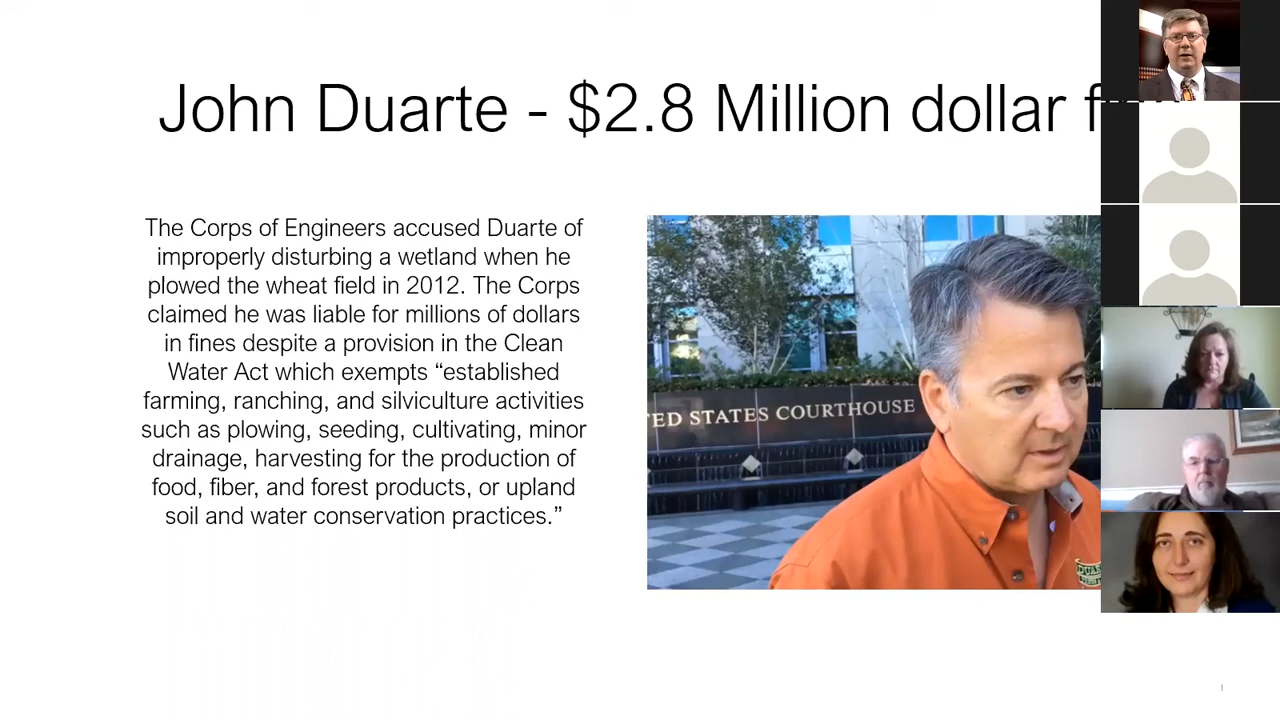 John Duarte - $2.8 Million dollar
The Corps of Engineers accused Duarte of
improperly disturbing a wetland when he
plowed the wheat field in 2012. The Corps
claimed he was liable for millions of dollars
in fines despite a provision in the Clean
Water Act which exempts “established
farming, ranching, and silviculture activities
such as plowing, seeding, cultivating, minor
drainage, harvesting for the production of
food, fiber, and forest products, or upland
soil and water conservation practices.”
TED STATES COURTHOUSE